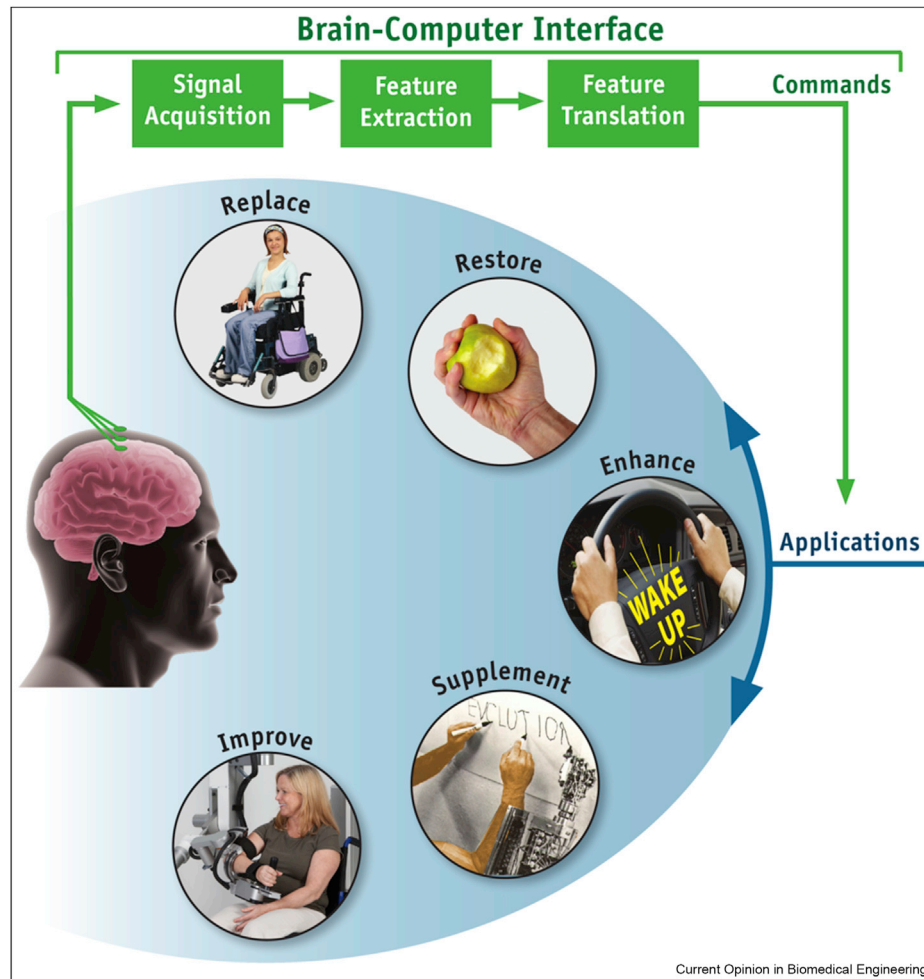 Brain-Computer Interface
Signal
Acquisition
Feature
Extraction
Feature
Translation
Commands
Replace
Restore
Enhance
WAKE
UP
Applications
Supplement
EVOLUTION
Improve
Current Opinion in Biomedical Engineering